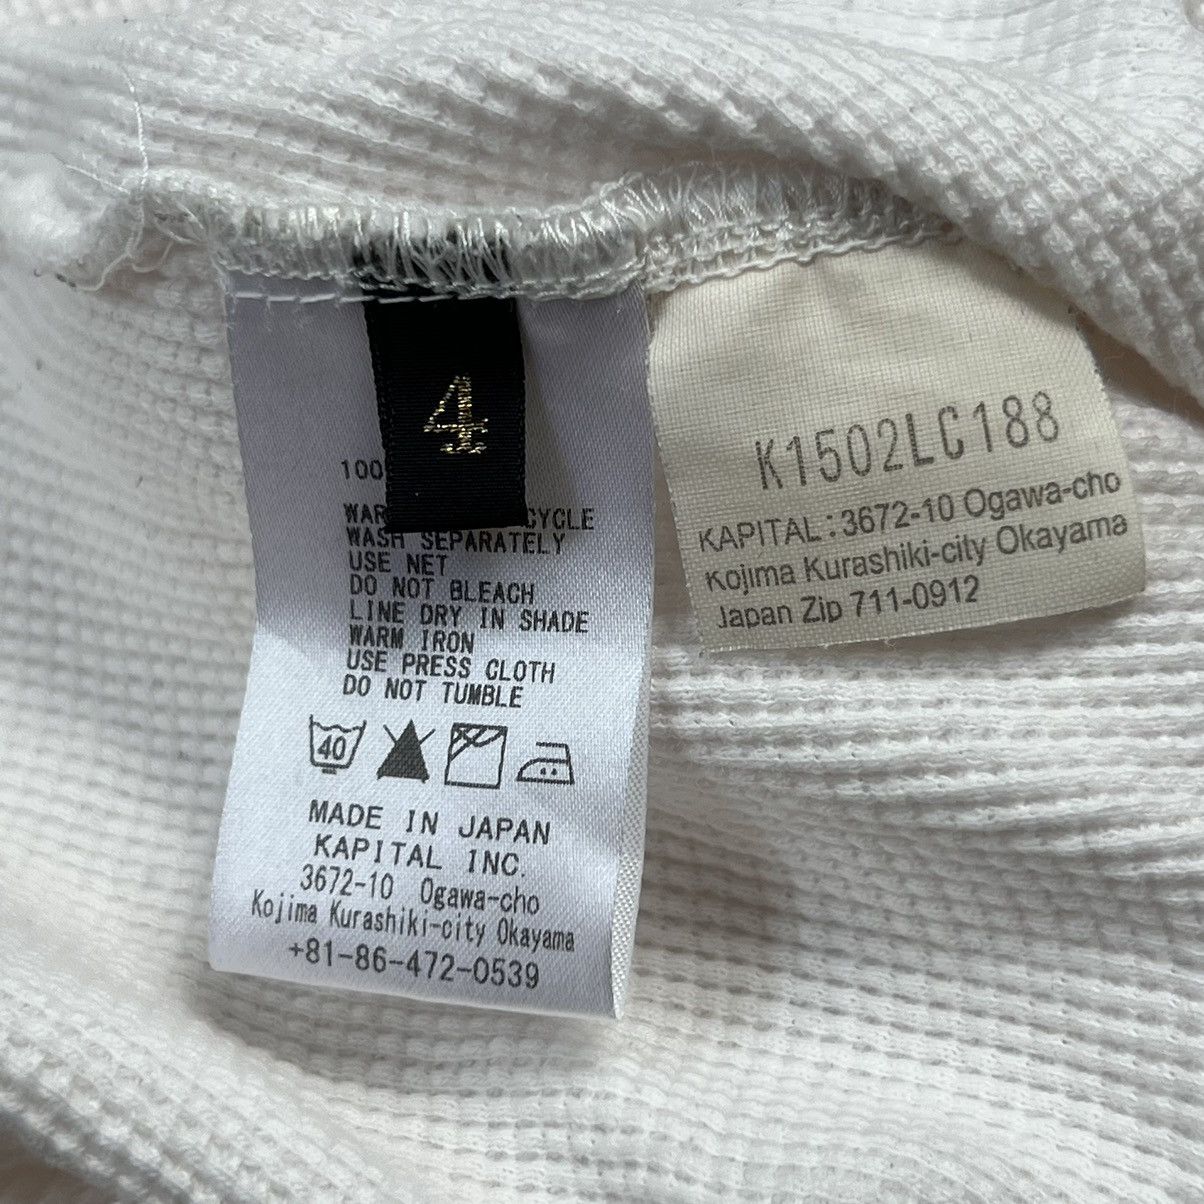 4
100
CYCLE
WASH SEPARATELY
USE NET
DO NOT BLEACH
LINE DRY IN SHADE
WARM IRON
USE PRESS CLOTH
DO NOT TUMBLE
40
MADE IN JAPAN
KAPITAL INC.
3672-10 Ogawa-cho
Kojima Kurashiki-city Okayama
+81-86-472-0539
K1502LC188
KAPITAL:3672-10 Ogawa-cho
Kojima Kurashiki-city Okayama
Japan Zip 711-0912